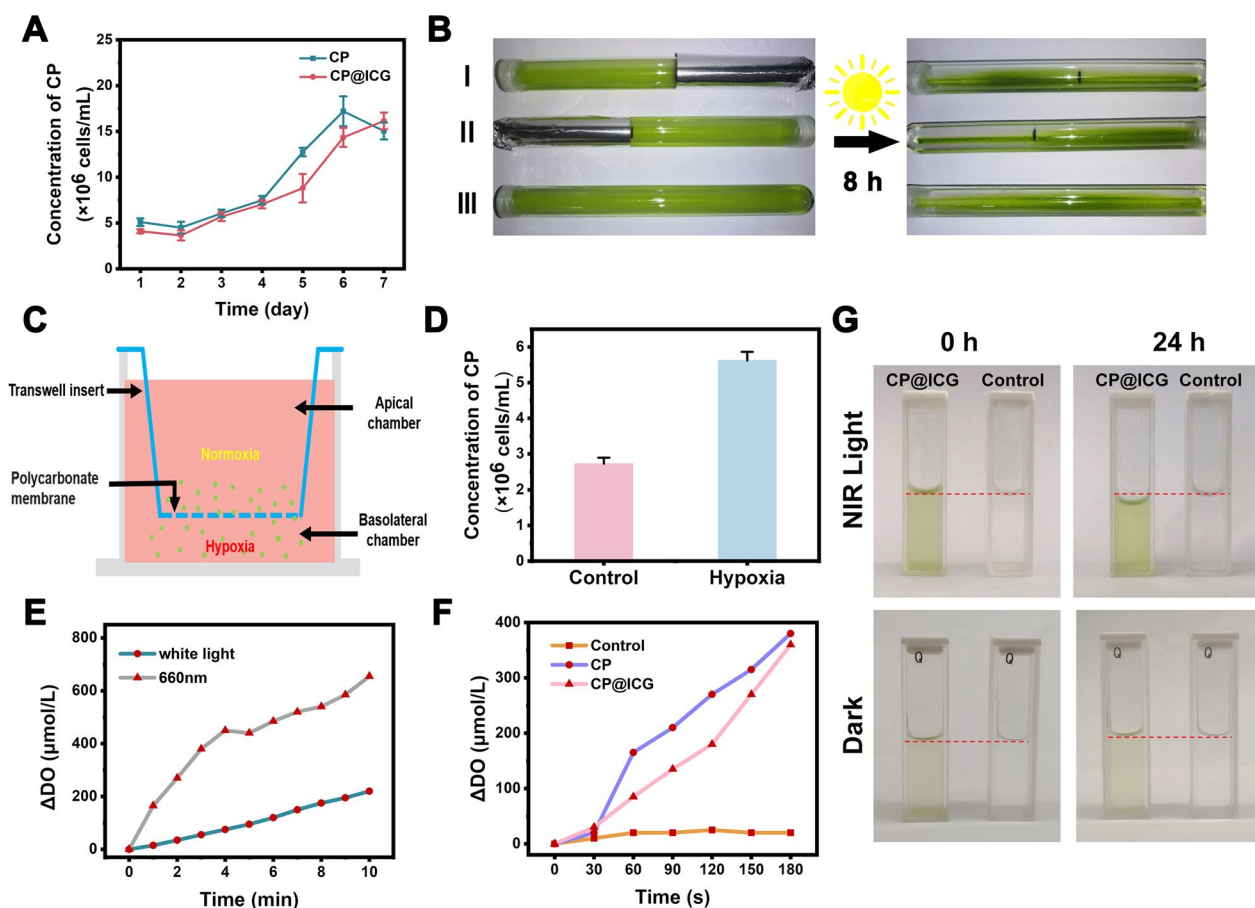 A
Concentration of CP
(×10⁶ cells/mL)
25
20
15
10
5
0
CP
CP@ICG
1 2 3 4 5 6 7
Time (day)
B
I
II
III
8 h
C
Transwell insert
Apical
chamber
Normoxia
Polycarbonate
membrane
Basolateral
chamber
Hypoxia
D
Concentration of CP
(×10⁶ cells/mL)
6
5
4
3
2
1
0
Control Hypoxia
E
ΔDO (μmol/L)
800
600
400
200
0
white light
660nm
0 2 4 6 8 10
Time (min)
F
ΔDO (μmol/L)
400
300
200
100
0
Control
CP
CP@ICG
0 30 60 90 120 150 180
Time (s)
G
0 h 24 h
NIR Light
CP@ICG Control CP@ICG Control
Dark
Q Q Q Q